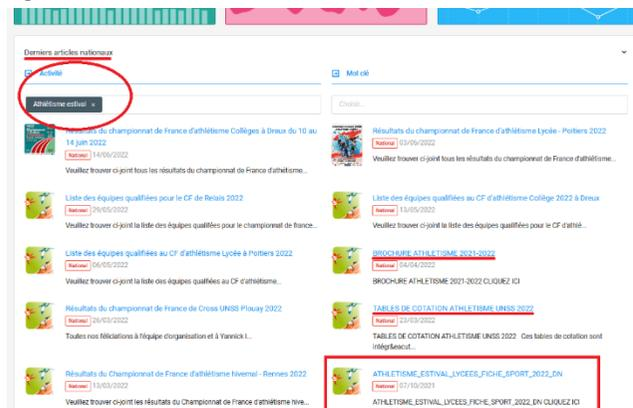 Derniers articles nationaux
Activité
Mot clé
Athlétisme estival ×
Choisir...
Résultats du championnat de France d'athlétisme Collèges à Dreux du 10 au
14 juin 2022
National 14/06/2022
Veuillez trouver ci-joint tous les résultats du championnat de France d'athlétisme...
Résultats du championnat de France d'athlétisme Lycée - Poitiers 2022
National 03/06/2022
Veuillez trouver ci-joint tous les résultats du championnat de France d'athlétisme...
Liste des équipes qualifiées pour le CF de Relais 2022
National 29/05/2022
Veuillez trouver ci-joint la liste des équipes qualifiées pour le championnat de france...
Liste des équipes qualifiées au CF d'athlétisme Collège 2022 à Dreux
National 13/05/2022
Veuillez trouver ci-joint la liste des équipes qualifiées pour le CF d'athlé...
Liste des équipes qualifiées au CF d'athlétisme Lycée à Poitiers 2022
National 06/05/2022
Veuillez trouver ci-joint la liste des équipes qualifiées au CF d'athlétisme...
BROCHURE ATHLETISME 2021-2022
National 04/04/2022
BROCHURE ATHLETISME 2021-2022 CLIQUEZ ICI
Résultats du championnat de France de Cross UNSS Plouay 2022
National 26/03/2022
Toutes nos félicitations à l'équipe d'organisation et à Yannick l...
TABLES DE COTATION ATHLETISME UNSS 2022
National 23/03/2022
TABLES DE COTATION ATHLETISME UNSS 2022 Ces tables de cotation sont
intégr&eacut...
Résultats du Championnat de France d'athlétisme hivernal - Rennes 2022
National 13/03/2022
Veuillez trouver ci-joint les résultats du Championnat de France d'athlétisme hive...
ATHLETISME_ESTIVAL_LYCEES_FICHE_SPORT_2022_DN
National 07/10/2021
ATHLETISME_ESTIVAL_LYCEES_FICHE_SPORT_2022_DN CLIQUEZ ICI